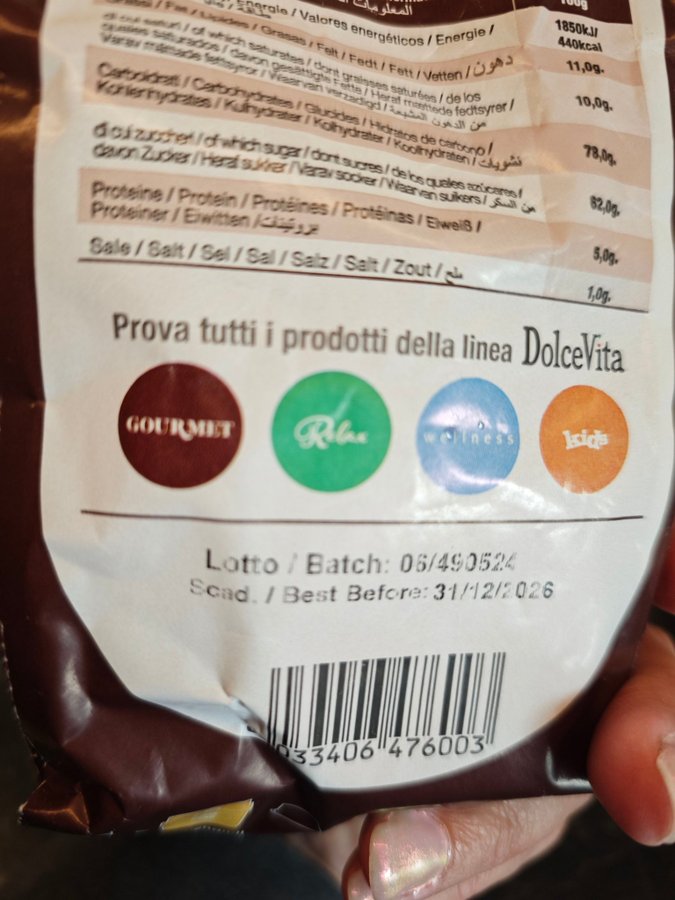 Energie / Valores energéticos / Energie /
100g
المعلومات
1850kJ/
440kcal
Fat / Lipides / Grasas / Felt / Fedt / Fett / Vetten / دهون
11,0g.
di cui saturi / of which saturates / dont graisses saturées / de los
quales saturados / davon gesättigte Fette / Heraf mættede fedtsyrer /
Varav mättade fettsyror / Waarvan verzadigd / من الدهون المشبعة
10,0g.
Carboidrati / Carbohydrates / Glucides / Hidratos de carbono /
Kohlenhydrates / Kulhydrater / Kolhydrater / Koolhydraten / نشويات
78,0g.
di cui zuccheri / of which sugar / dont sucres / de los quales azúcares /
davon Zucker / Heraf sukker / Varav socker / Waarvan suikers / من السكر
62,0g.
Proteine / Protein / Protéines / Protéinas / Eiweiß /
Proteiner / Eiwitten / بروتينات
5,0g.
Sale / Salt / Sel / Sal / Salz / Salt / Zout / ملح
1,0g.
Prova tutti i prodotti della linea DolceVita
GOURMET
Relax
wellness
kids
Lotto / Batch: 06/490524
Scad. / Best Before: 31/12/2026
033406 476003